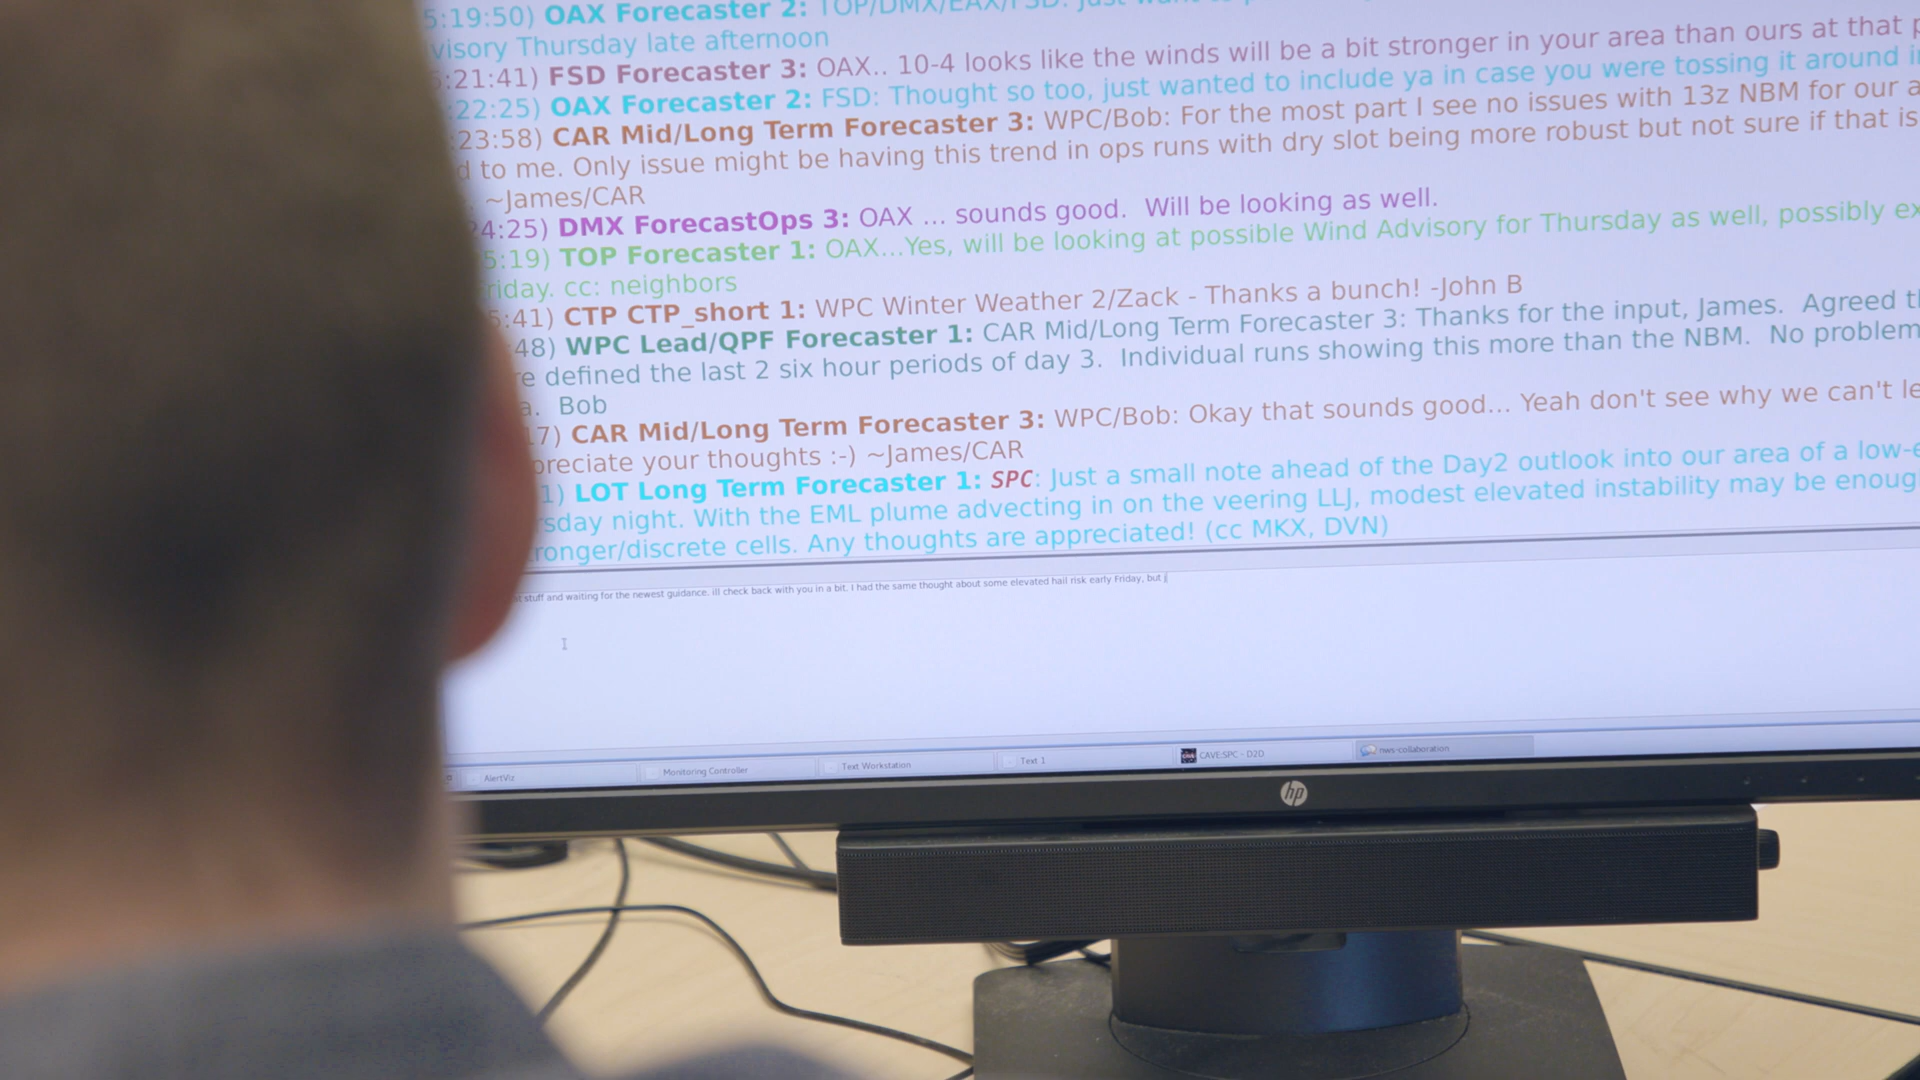 5:19:50) OAX Forecaster 2: TOP/DMX/EAX/FSD: just
visory Thursday late afternoon
:21:41) FSD Forecaster 3: OAX.. 10-4 looks like the winds will be a bit stronger in your area than ours at that
:22:25) OAX Forecaster 2: FSD: Thought so too, just wanted to include ya in case you were tossing it around
:23:58) CAR Mid/Long Term Forecaster 3: WPC/Bob: For the most part I see no issues with 13z NBM for our
d to me. Only issue might be having this trend in ops runs with dry slot being more robust but not sure if that is
~James/CAR
4:25) DMX ForecastOps 3: OAX ... sounds good. Will be looking as well.
5:19) TOP Forecaster 1: OAX...Yes, will be looking at possible Wind Advisory for Thursday as well, possibly
riday. cc: neighbors
5:41) CTP CTP_short 1: WPC Winter Weather 2/Zack - Thanks a bunch! -John B
48) WPC Lead/QPF Forecaster 1: CAR Mid/Long Term Forecaster 3: Thanks for the input, James. Agreed
e defined the last 2 six hour periods of day 3. Individual runs showing this more than the NBM. No problem
a. Bob
17) CAR Mid/Long Term Forecaster 3: WPC/Bob: Okay that sounds good... Yeah don't see why we can't
preciate your thoughts :-) ~James/CAR
1) LOT Long Term Forecaster 1: SPC: Just a small note ahead of the Day2 outlook into our area of a
sday night. With the EML plume advecting in on the veering LLJ, modest elevated instability may be
ronger/discrete cells. Any thoughts are appreciated! (cc MKX, DVN)
stuff and waiting for the newest guidance. ill check back with you in a bit. I had the same thought about some elevated hail risk early Friday, but
AlertViz Monitoring Controller Text Workstation Text 1 CAVE:SPC - D2D nws-collaboration
hp